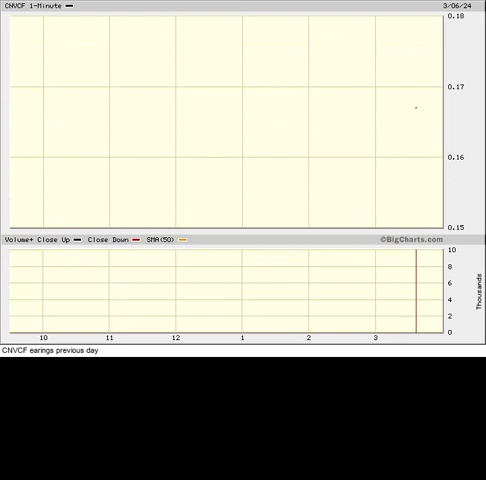 CNVCF 1-Minute 3/06/24
0.18
0.17
0.16
0.15
Volume+ Close Up Close Down SMA(50) ©BigCharts.com
10
8
6
4
2
0
Thousands
10 11 12 1 2 3
CNVCF earings previous day